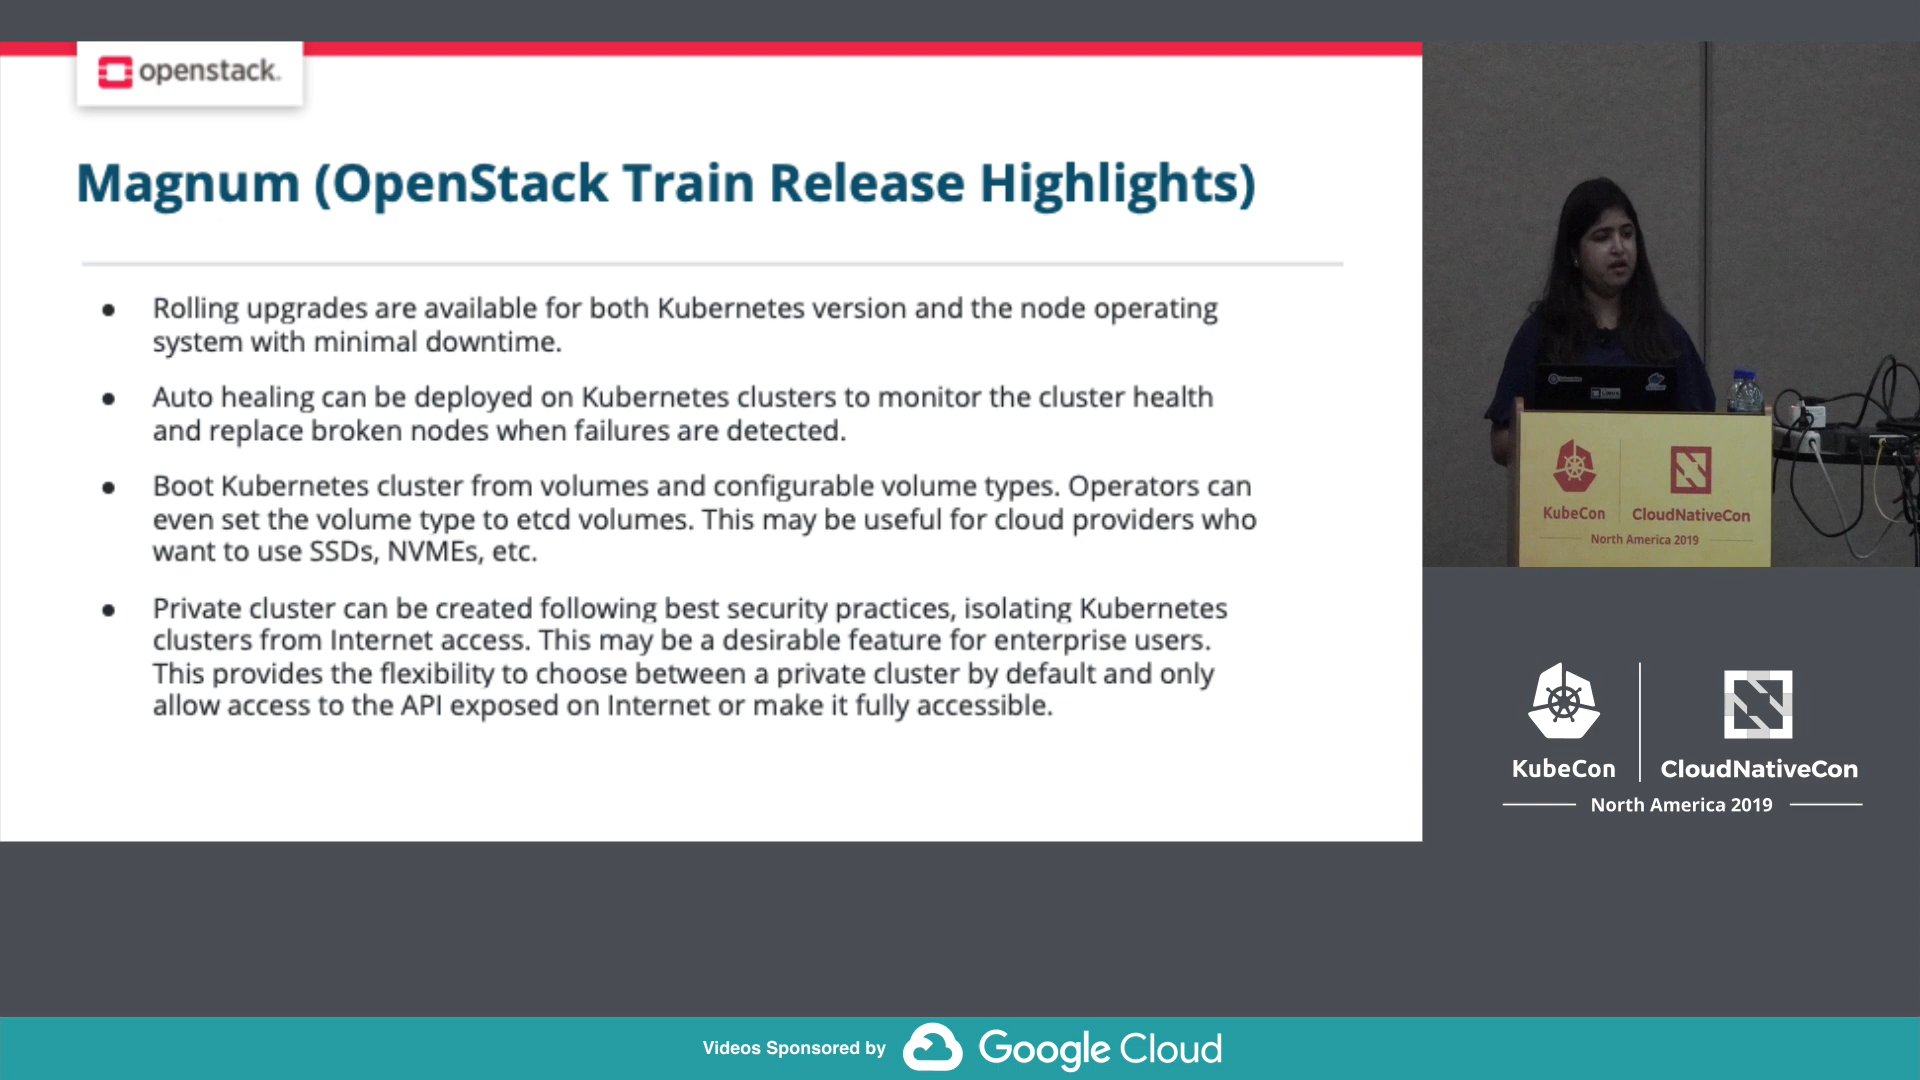 openstack.
Magnum (OpenStack Train Release Highlights)
Rolling upgrades are available for both Kubernetes version and the node operating
system with minimal downtime.
Auto healing can be deployed on Kubernetes clusters to monitor the cluster health
and replace broken nodes when failures are detected.
Boot Kubernetes cluster from volumes and configurable volume types. Operators can
even set the volume type to etcd volumes. This may be useful for cloud providers who
want to use SSDs, NVMEs, etc.
Private cluster can be created following best security practices, isolating Kubernetes
clusters from Internet access. This may be a desirable feature for enterprise users.
This provides the flexibility to choose between a private cluster by default and only
allow access to the API exposed on Internet or make it fully accessible.
KubeCon CloudNativeCon
North America 2019
KubeCon CloudNativeCon
North America 2019
Videos Sponsored by Google Cloud